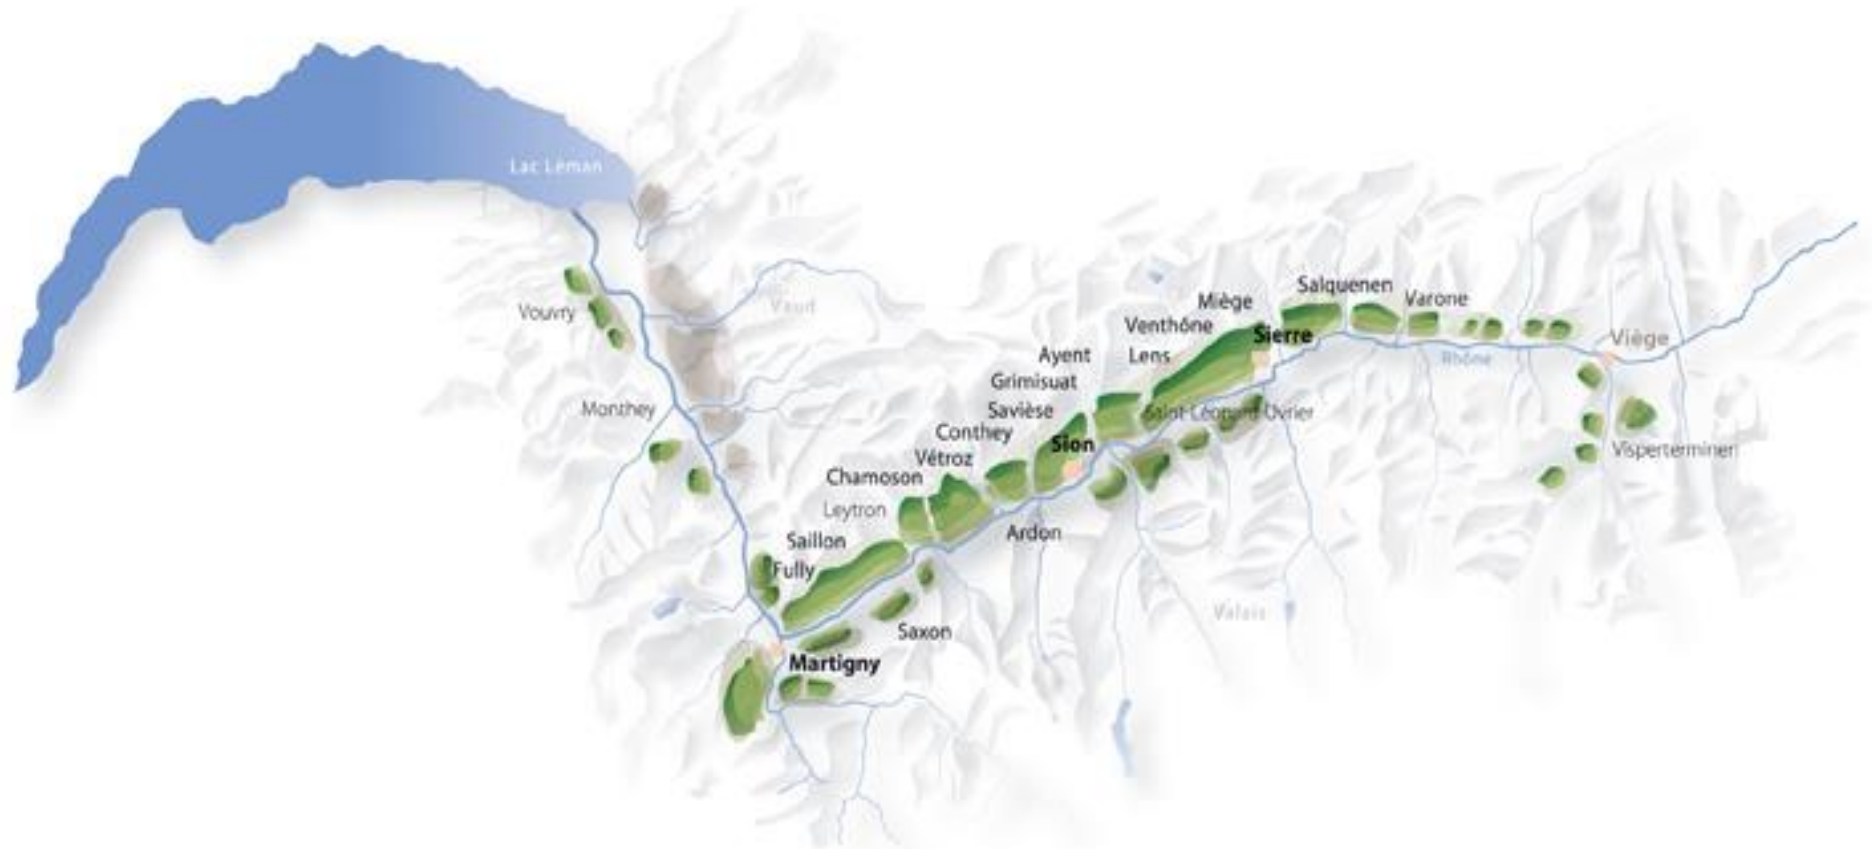 Lac Léman
Vouvry
Vaud
Monthey
Salquenen
Varone
Miège
Venthône
Sierre
Viège
Rhône
Ayent
Lens
Grimisuat
Savièse
Saint-Léonard Uvrier
Conthey
Sion
Vétroz
Visperterminen
Chamoson
Leytron
Ardon
Saillon
Fully
Valais
Saxon
Martigny